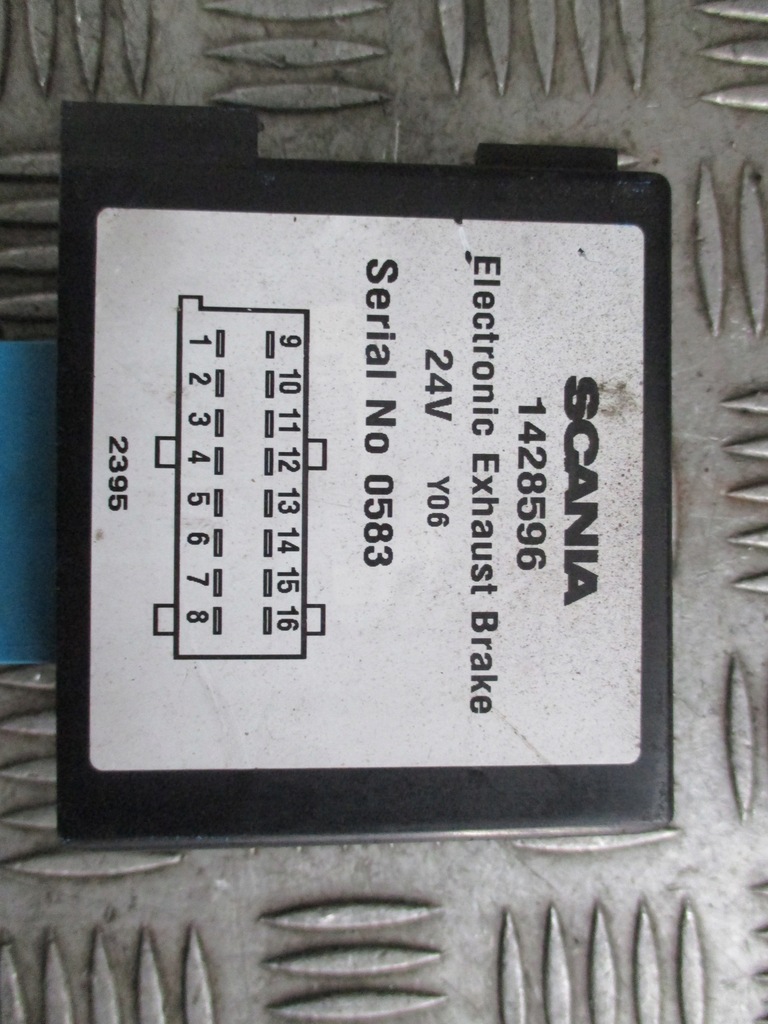 SCANIA
1428596
Electronic Exhaust Brake
24V Y06
Serial No 0583
9 10 11 12 13 14 15 16
1 2 3 4 5 6 7 8
2395